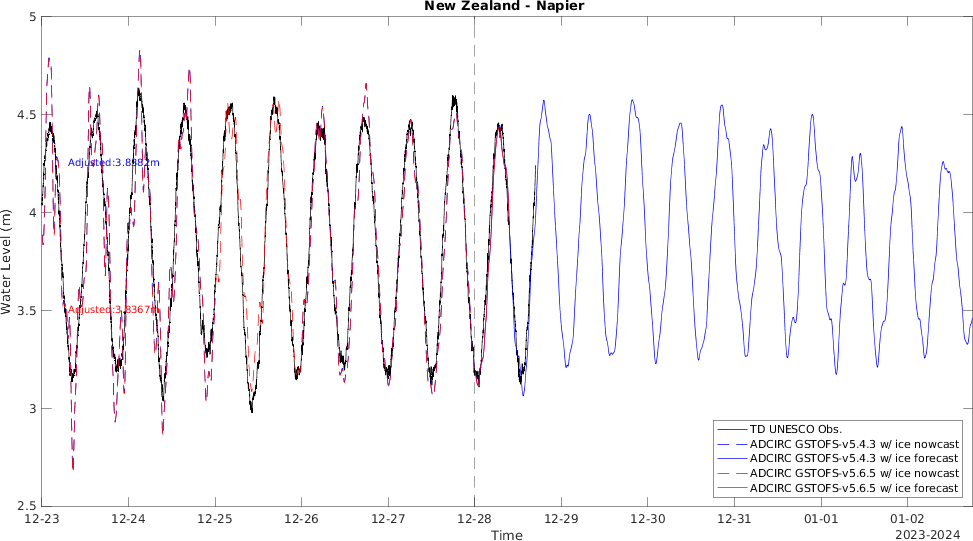 New Zealand - Napier
5
4.5
4
3.5
3
2.5
Water Level (m)
Adjusted:3.8882m
Adjusted:3.8367m
TD UNESCO Obs.
ADCIRC GSTOFS-v5.4.3 w/ ice nowcast
ADCIRC GSTOFS-v5.4.3 w/ ice forecast
ADCIRC GSTOFS-v5.6.5 w/ ice nowcast
ADCIRC GSTOFS-v5.6.5 w/ ice forecast
12-23 12-24 12-25 12-26 12-27 12-28 12-29 12-30 12-31 01-01 01-02
Time
2023-2024